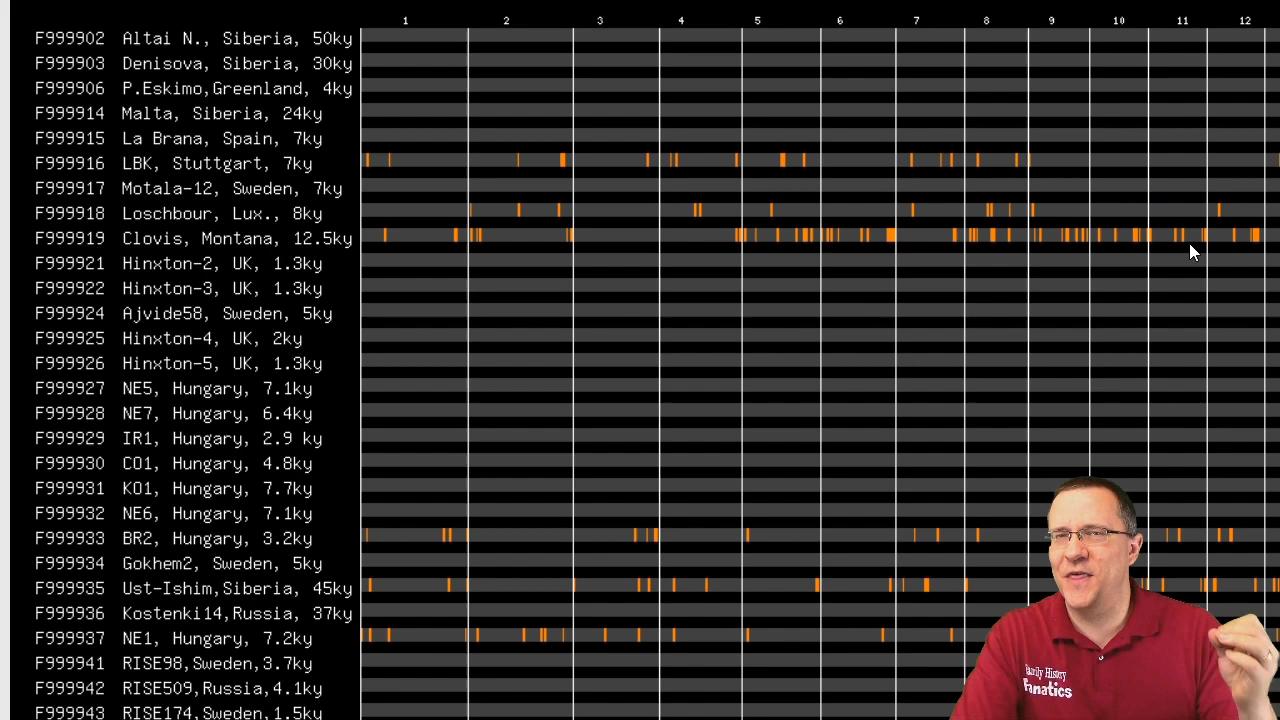 1 2 3 4 5 6 7 8 9 10 11 12
F999902 Altai N., Siberia, 50ky
F999903 Denisova, Siberia, 30ky
F999906 P.Eskimo,Greenland, 4ky
F999914 Malta, Siberia, 24ky
F999915 La Brana, Spain, 7ky
F999916 LBK, Stuttgart, 7ky
F999917 Motala-12, Sweden, 7ky
F999918 Loschbour, Lux., 8ky
F999919 Clovis, Montana, 12.5ky
F999921 Hinxton-2, UK, 1.3ky
F999922 Hinxton-3, UK, 1.3ky
F999924 Ajvide58, Sweden, 5ky
F999925 Hinxton-4, UK, 2ky
F999926 Hinxton-5, UK, 1.3ky
F999927 NE5, Hungary, 7.1ky
F999928 NE7, Hungary, 6.4ky
F999929 IR1, Hungary, 2.9 ky
F999930 CO1, Hungary, 4.8ky
F999931 KO1, Hungary, 7.7ky
F999932 NE6, Hungary, 7.1ky
F999933 BR2, Hungary, 3.2ky
F999934 Gokhem2, Sweden, 5ky
F999935 Ust-Ishim,Siberia, 45ky
F999936 Kostenki14,Russia, 37ky
F999937 NE1, Hungary, 7.2ky
F999941 RISE98,Sweden,3.7ky
F999942 RISE509,Russia,4.1ky
F999943 RISE174,Sweden,1.5ky
Family History
Fanatics